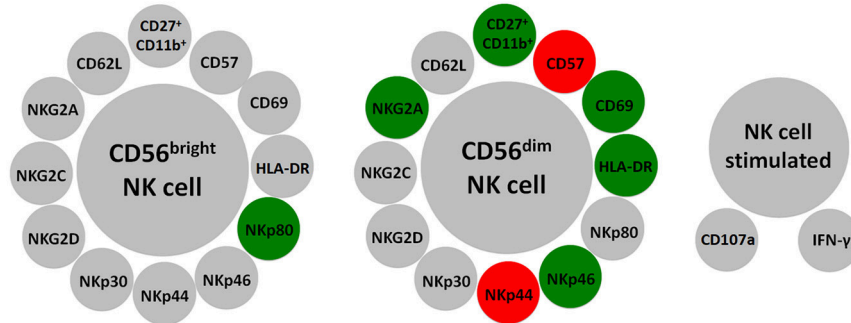 CD27⁺
CD11b⁺
CD57
CD69
HLA-DR
NKp80
NKp46
NKp44
NKp30
NKG2D
NKG2C
NKG2A
CD62L
CD56bright
NK cell
CD27⁺
CD11b⁺
CD57
CD69
HLA-DR
NKp80
NKp46
NKp44
NKp30
NKG2D
NKG2C
NKG2A
CD62L
CD56dim
NK cell
NK cell
stimulated
CD107a
IFN-γ